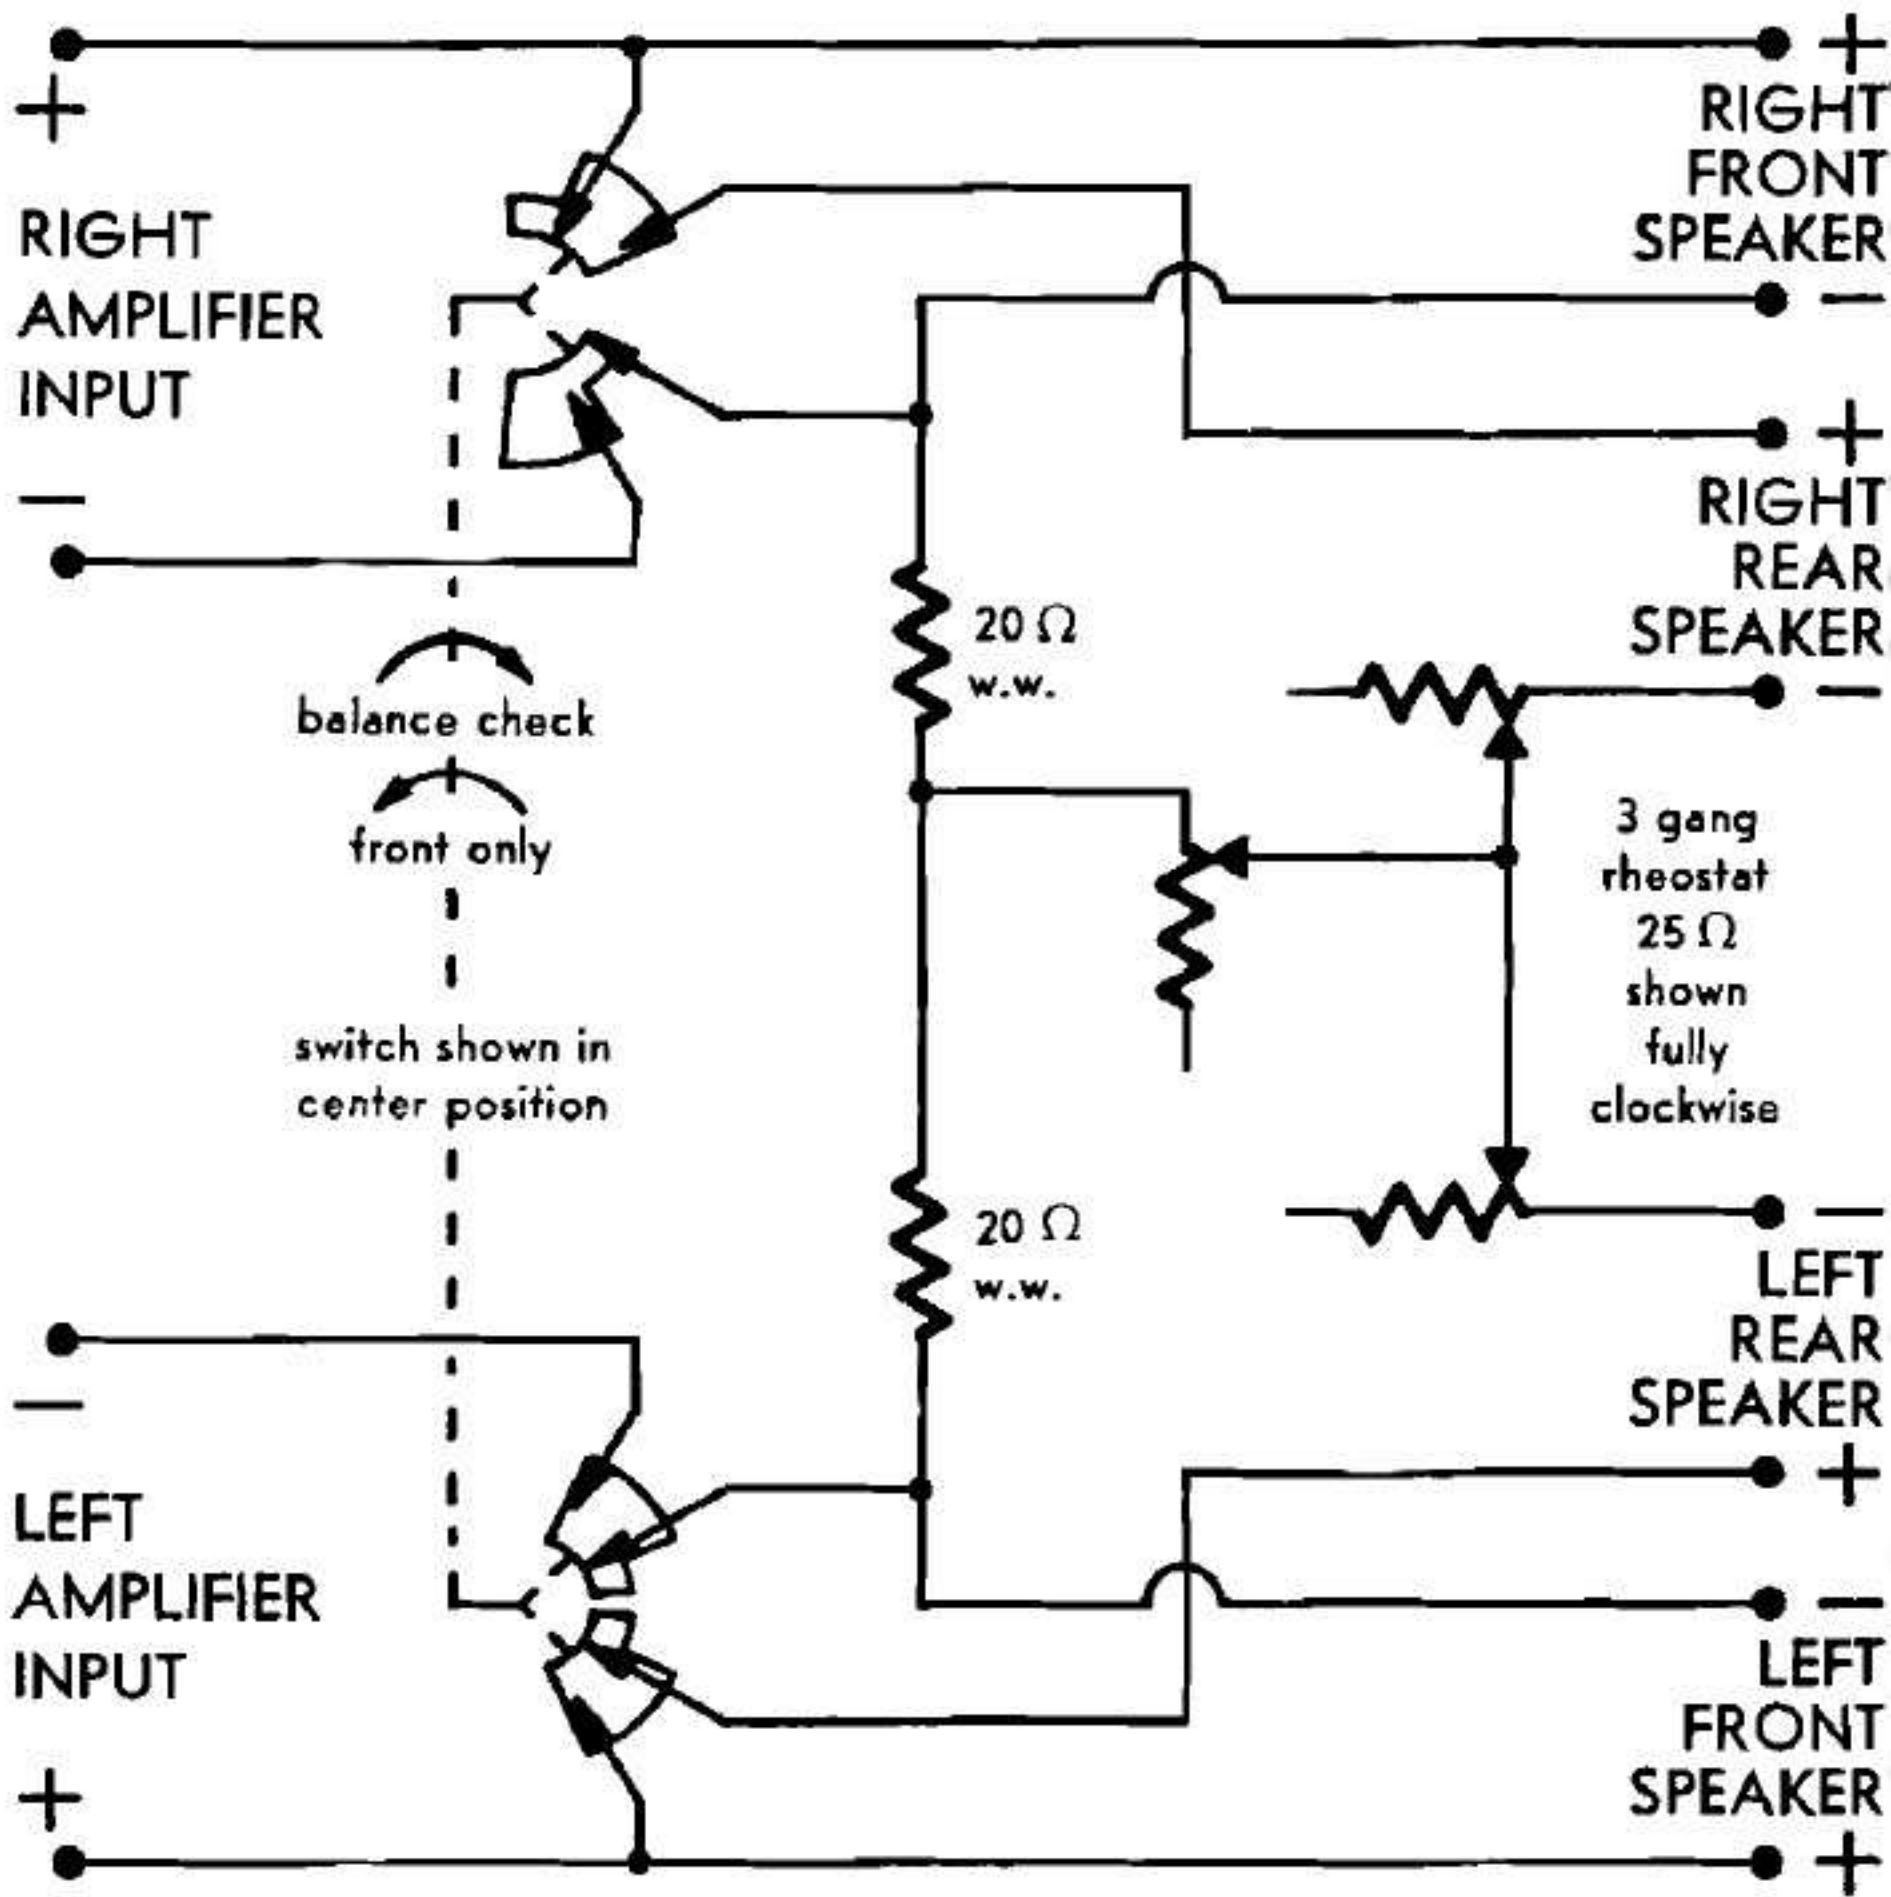 +
RIGHT
AMPLIFIER
INPUT
—
balance check
front only
switch shown in
center position
—
LEFT
AMPLIFIER
INPUT
+
20 Ω
w.w.
20 Ω
w.w.
+
RIGHT
FRONT
SPEAKER
—
+
RIGHT
REAR
SPEAKER
—
3 gang
rheostat
25 Ω
shown
fully
clockwise
—
LEFT
REAR
SPEAKER
+
—
LEFT
FRONT
SPEAKER
+